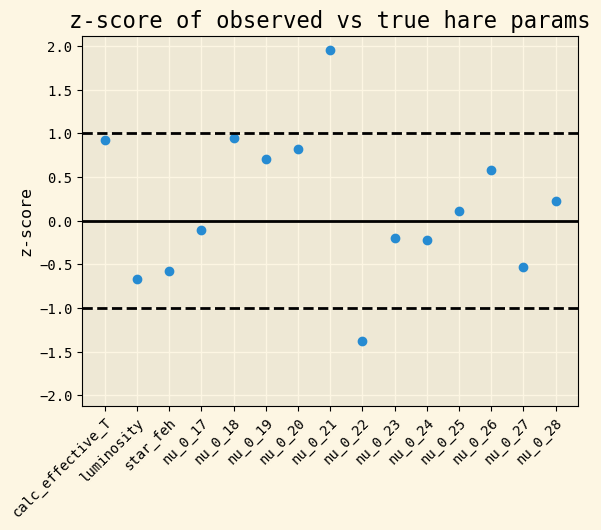 z-score of observed vs true hare params
z-score
2.0
1.5
1.0
0.5
0.0
−0.5
−1.0
−1.5
−2.0
calc_effective_T
luminosity
star_feh
nu_0_17
nu_0_18
nu_0_19
nu_0_20
nu_0_21
nu_0_22
nu_0_23
nu_0_24
nu_0_25
nu_0_26
nu_0_27
nu_0_28